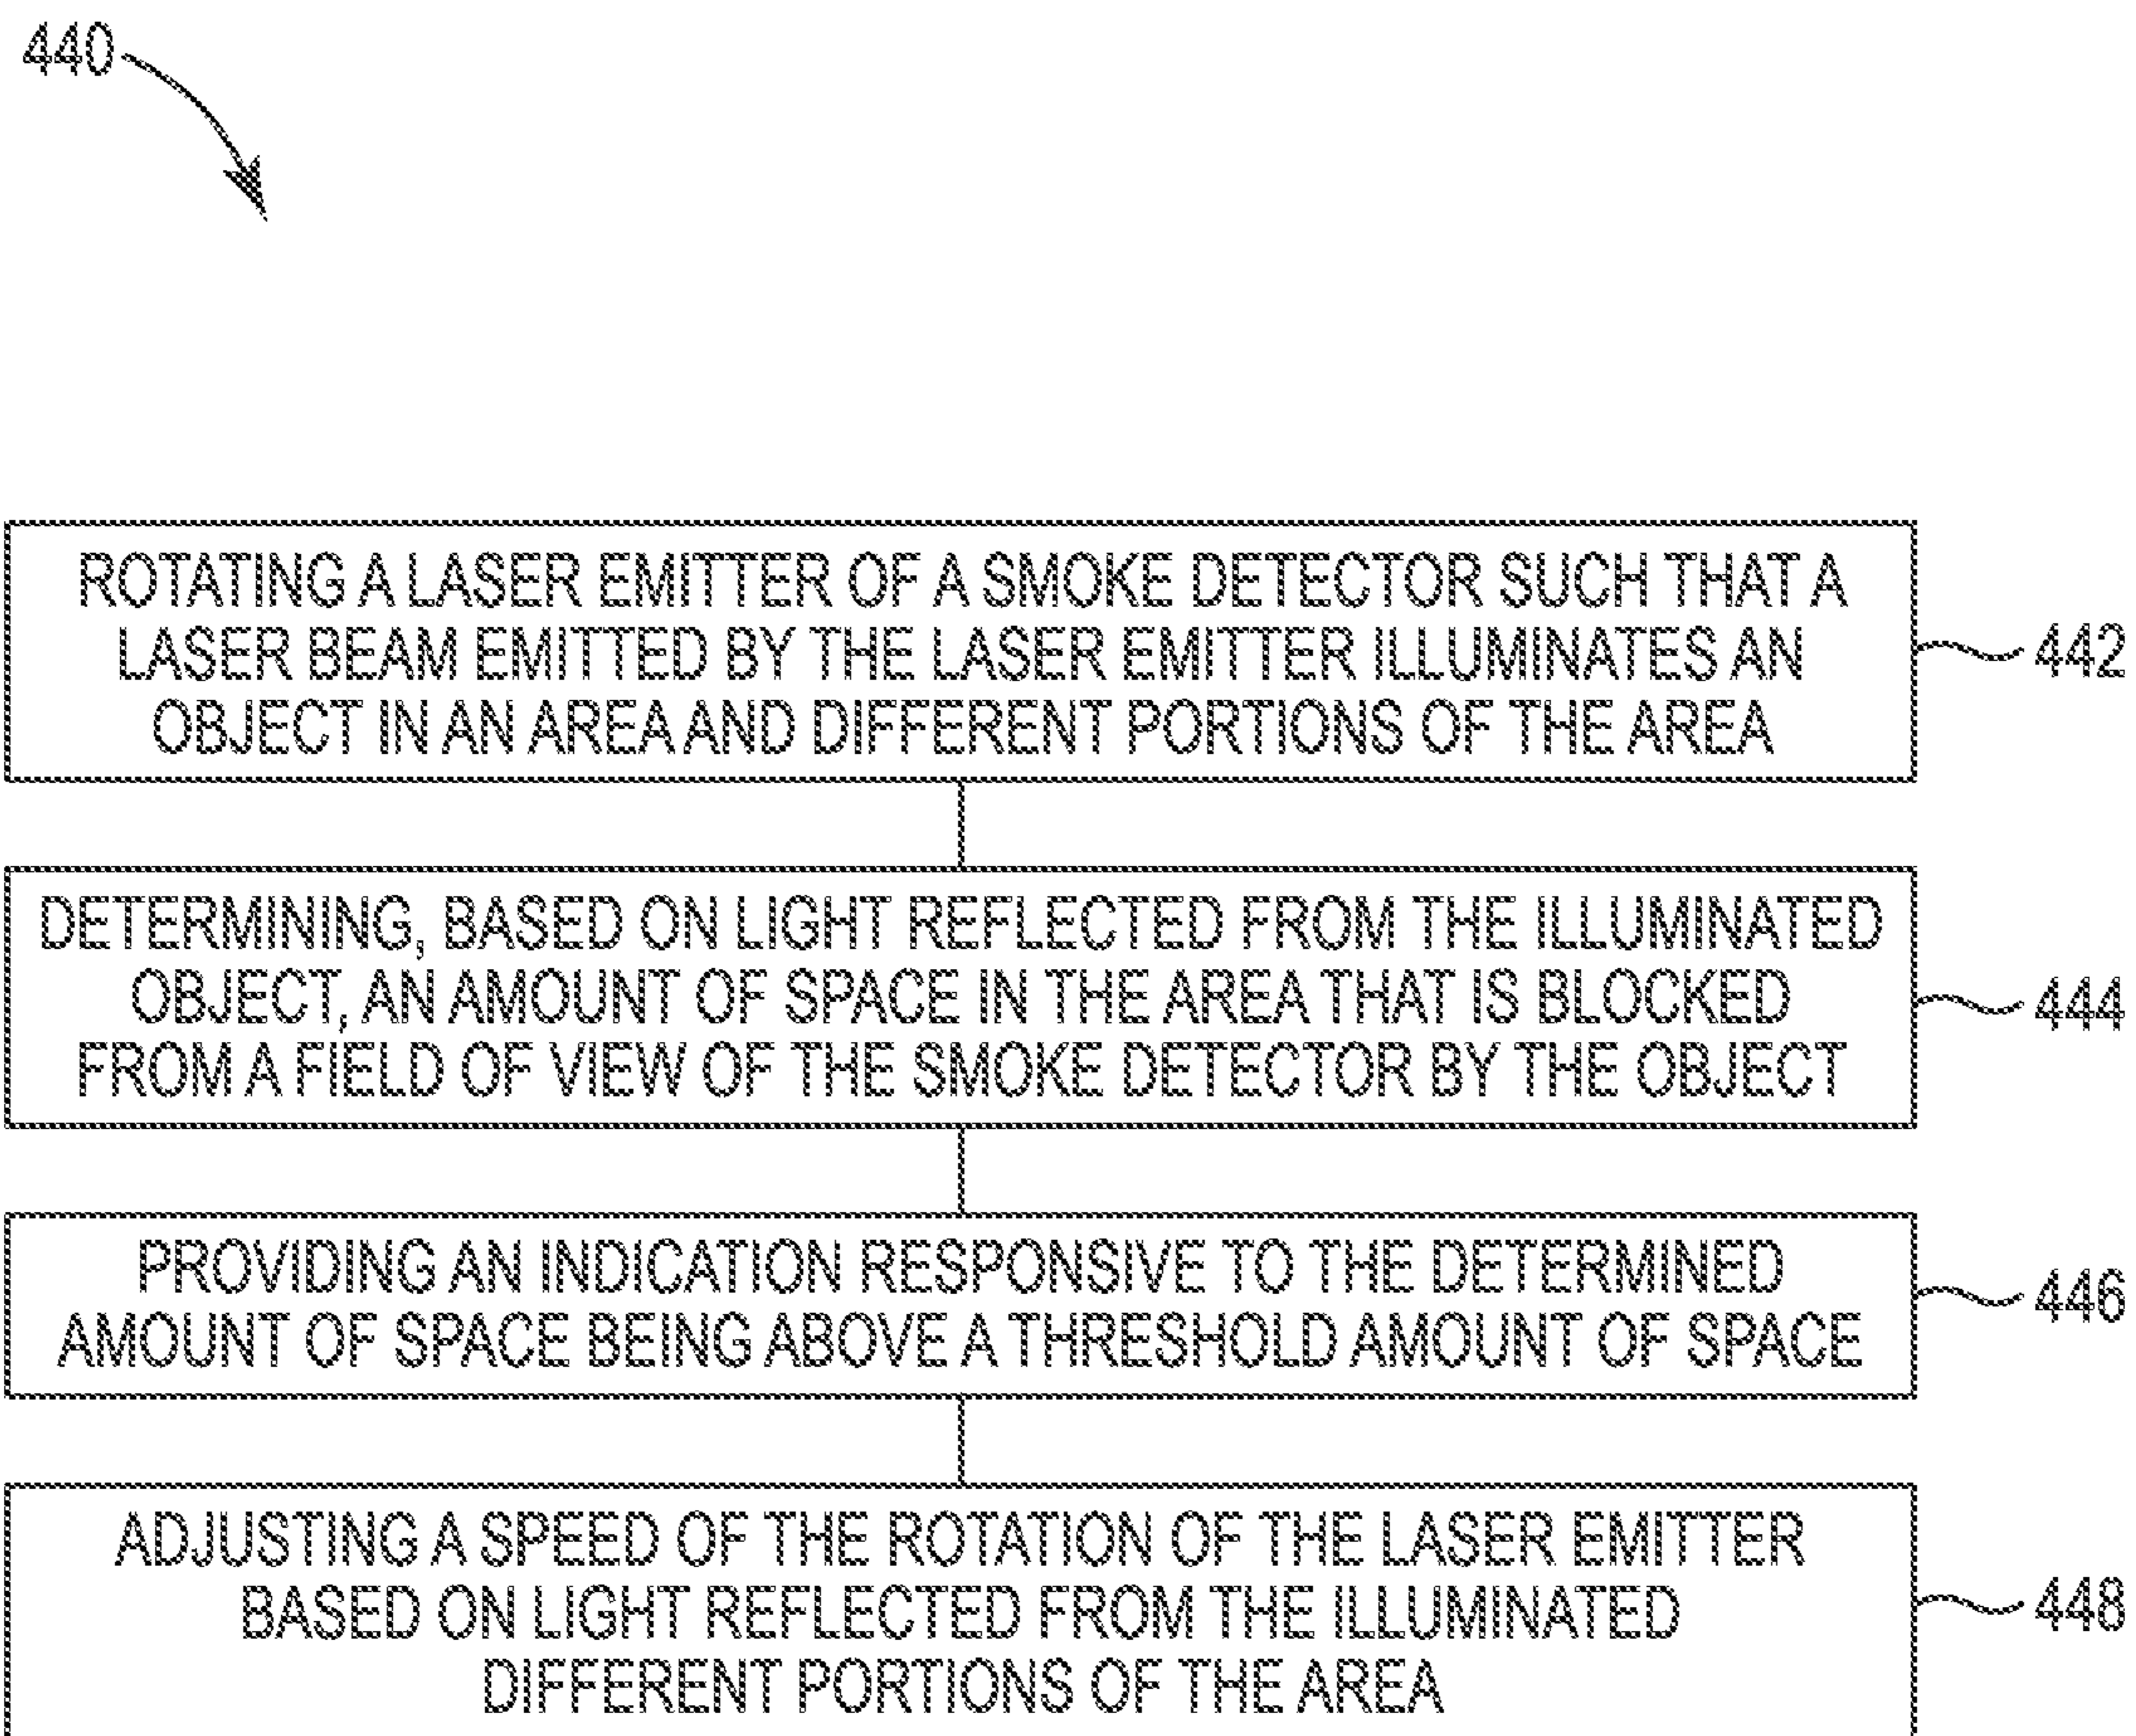 440
ROTATING A LASER EMITTER OF A SMOKE DETECTOR SUCH THAT A
LASER BEAM EMITTED BY THE LASER EMITTER ILLUMINATES AN
OBJECT IN AN AREA AND DIFFERENT PORTIONS OF THE AREA
442
DETERMINING, BASED ON LIGHT REFLECTED FROM THE ILLUMINATED
OBJECT, AN AMOUNT OF SPACE IN THE AREA THAT IS BLOCKED
FROM A FIELD OF VIEW OF THE SMOKE DETECTOR BY THE OBJECT
444
PROVIDING AN INDICATION RESPONSIVE TO THE DETERMINED
AMOUNT OF SPACE BEING ABOVE A THRESHOLD AMOUNT OF SPACE
446
ADJUSTING A SPEED OF THE ROTATION OF THE LASER EMITTER
BASED ON LIGHT REFLECTED FROM THE ILLUMINATED
DIFFERENT PORTIONS OF THE AREA
448